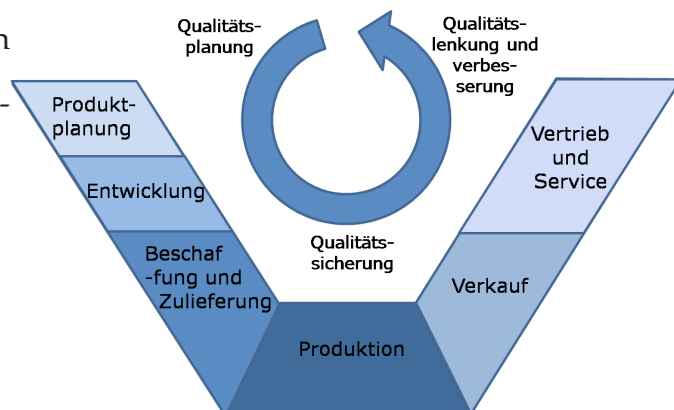 n
-
Qualitäts-
planung
Qualitäts-
lenkung und
verbes-
serung
Produkt-
planung
Entwicklung
Beschaf
-fung und
Zulieferung
Qualitäts-
sicherung
Produktion
Vertrieb
und
Service
Verkauf